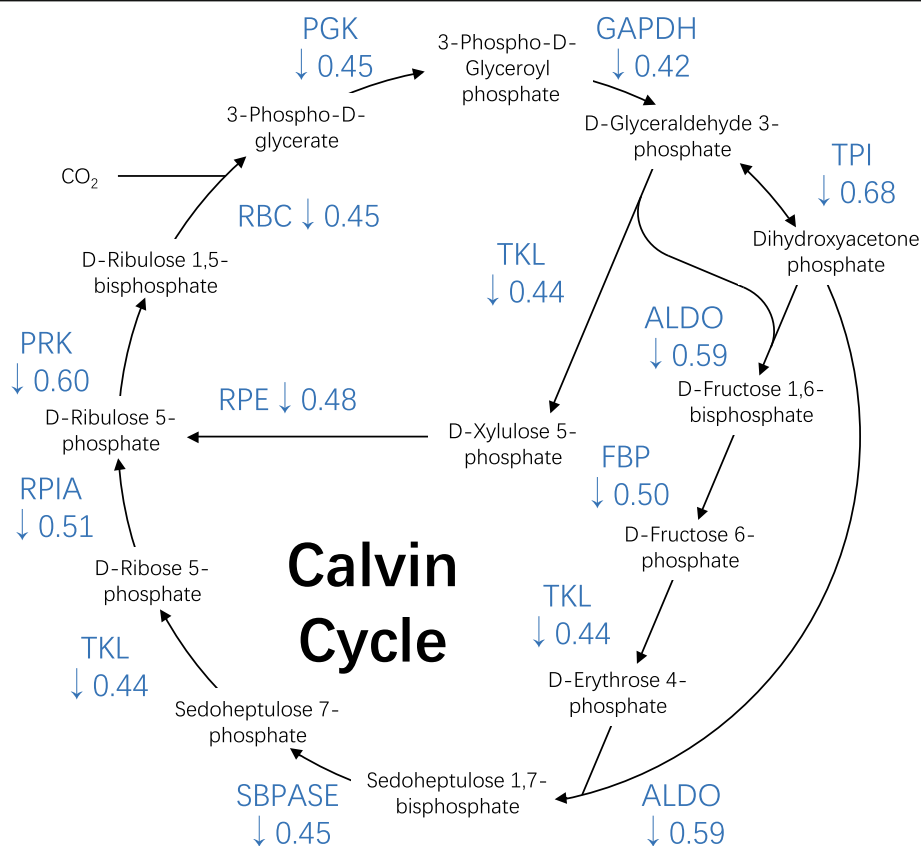 PGK
↓ 0.45
3-Phospho-D-
Glyceroyl
phosphate
GAPDH
↓ 0.42
3-Phospho-D-
glycerate
D-Glyceraldehyde 3-
phosphate
TPI
↓ 0.68
CO₂
RBC ↓ 0.45
D-Ribulose 1,5-
bisphosphate
TKL
↓ 0.44
Dihydroxyacetone
phosphate
PRK
↓ 0.60
ALDO
↓ 0.59
D-Ribulose 5-
phosphate
RPE ↓ 0.48
D-Xylulose 5-
phosphate
D-Fructose 1,6-
bisphosphate
RPIA
↓ 0.51
FBP
↓ 0.50
D-Fructose 6-
phosphate
D-Ribose 5-
phosphate
Calvin
Cycle
TKL
↓ 0.44
TKL
↓ 0.44
D-Erythrose 4-
phosphate
Sedoheptulose 7-
phosphate
Sedoheptulose 1,7-
bisphosphate
SBPASE
↓ 0.45
ALDO
↓ 0.59